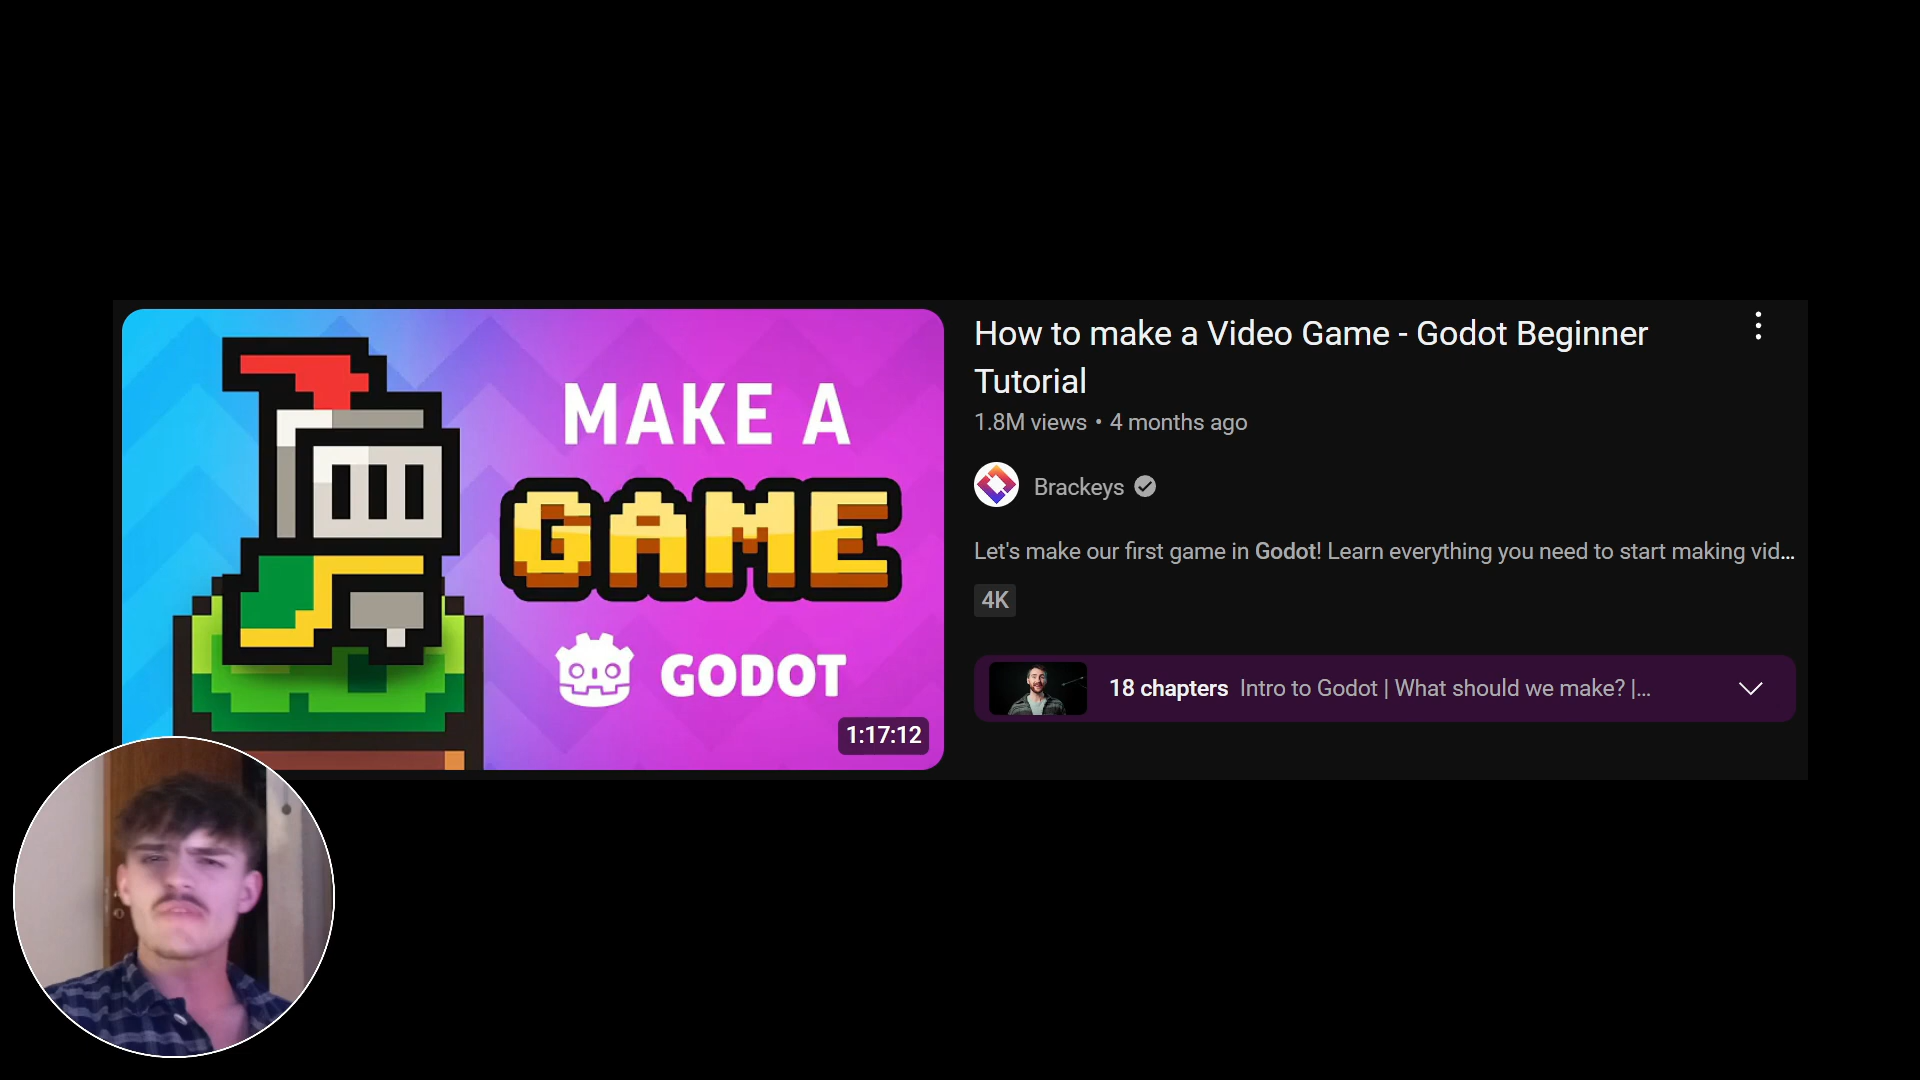 MAKE A
GAME
GODOT
1:17:12
How to make a Video Game - Godot Beginner
Tutorial
1.8M views • 4 months ago
Brackeys
Let's make our first game in Godot! Learn everything you need to start making vid...
4K
18 chapters Intro to Godot | What should we make? |...